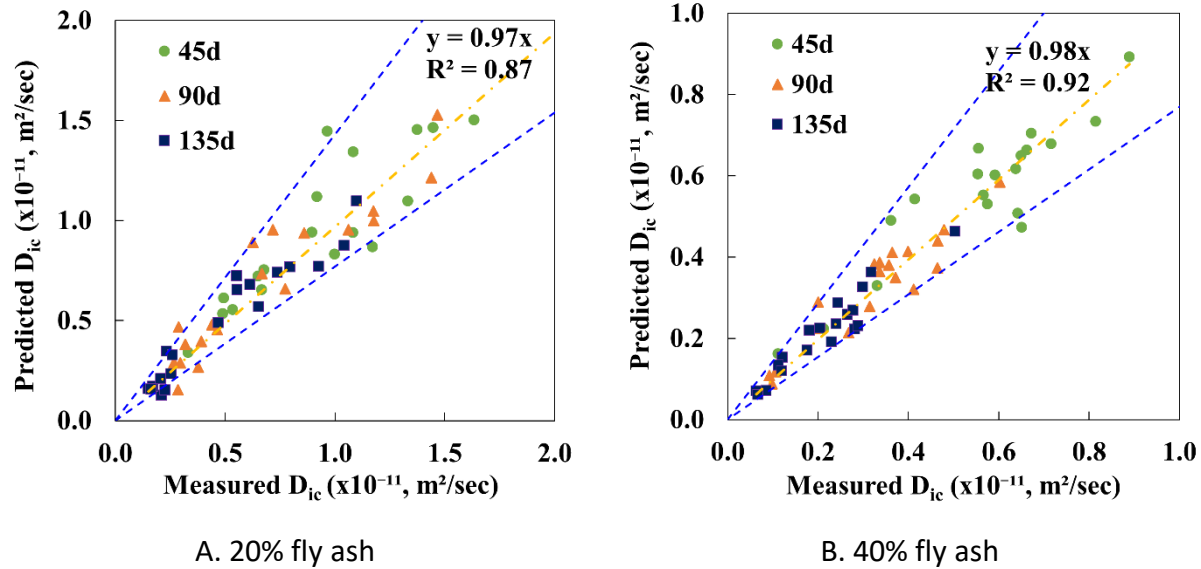 Predicted D_ic (x10⁻¹¹, m²/sec)
2.0
1.5
1.0
0.5
0.0
45d
90d
135d
y = 0.97x
R² = 0.87
0.0 0.5 1.0 1.5 2.0
Measured D_ic (x10⁻¹¹, m²/sec)
A. 20% fly ash
Predicted D_ic (x10⁻¹¹, m²/sec)
1.0
0.8
0.6
0.4
0.2
0.0
45d
90d
135d
y = 0.98x
R² = 0.92
0.0 0.2 0.4 0.6 0.8 1.0
Measured D_ic (x10⁻¹¹, m²/sec)
B. 40% fly ash